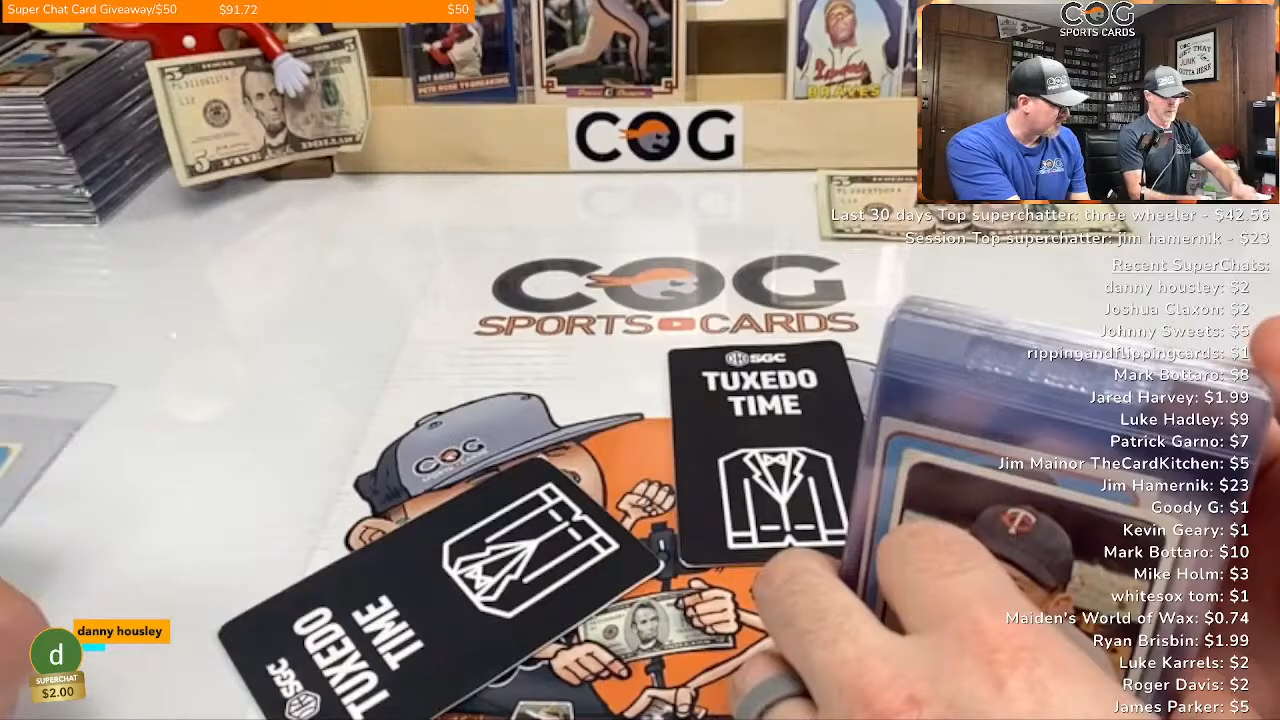 Super Chat Card Giveaway/$50 $91.72 $50
FIVE DOLLAR
BRAVES
COG
COG
SPORTS CARDS
Last 30 days Top superchatter: three wheeler - $42.56
Session Top superchatter: jim hamernik - $23
Recent SuperChats:
danny housley: $2
Joshua Claxon: $2
Johnny Sweets: $5
rippingandflippingcards: $1
Mark Bottaro: $8
Jared Harvey: $1.99
Luke Hadley: $9
Patrick Garno: $7
Jim Mainor TheCardKitchen: $5
Jim Hamernik: $23
Goody G: $1
Kevin Geary: $1
Mark Bottaro: $10
Mike Holm: $3
whitesox tom: $1
Maiden's World of Wax: $0.74
Ryan Brisbin: $1.99
Luke Karrels: $2
Roger Davis: $2
James Parker: $5
COG
SPORTS CARDS
SGC
TUXEDO
TIME
COG
SGC
TUXEDO
TIME
danny housley
d
SUPERCHAT
$2.00